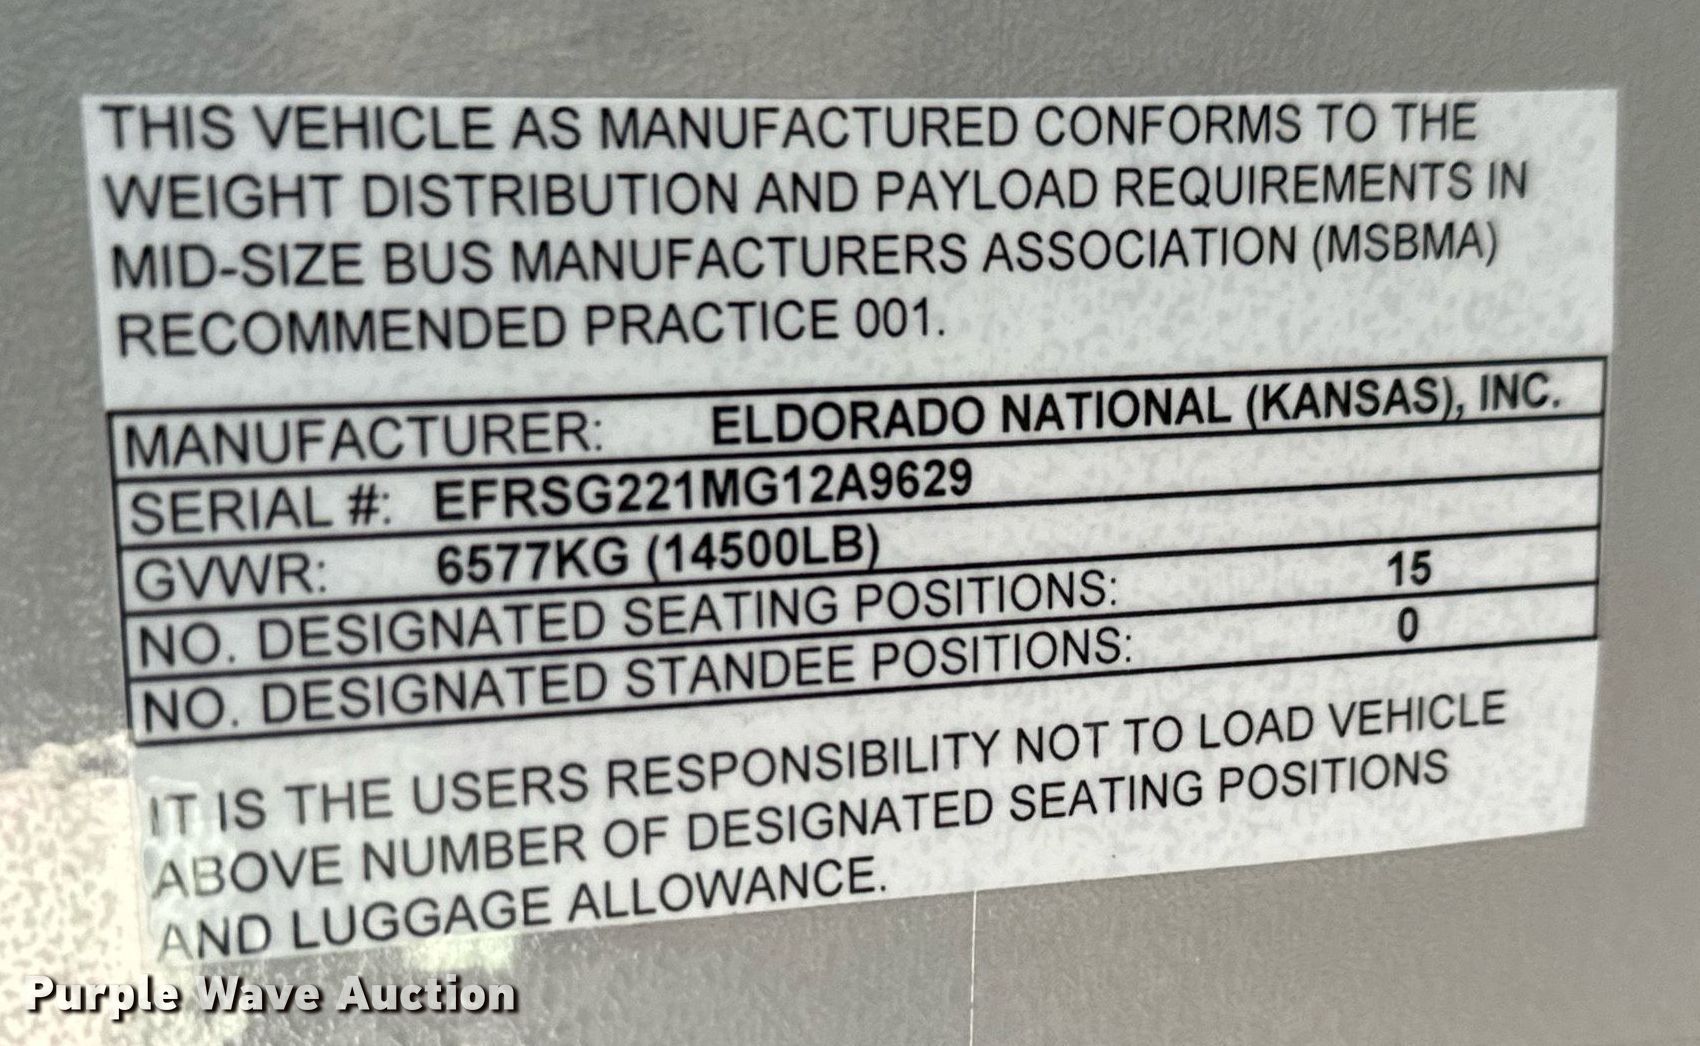 THIS VEHICLE AS MANUFACTURED CONFORMS TO THE
WEIGHT DISTRIBUTION AND PAYLOAD REQUIREMENTS IN
MID-SIZE BUS MANUFACTURERS ASSOCIATION (MSBMA)
RECOMMENDED PRACTICE 001.
MANUFACTURER: ELDORADO NATIONAL (KANSAS), INC.
SERIAL #: EFRSG221MG12A9629
GVWR: 6577KG (14500LB)
NO. DESIGNATED SEATING POSITIONS: 15
NO. DESIGNATED STANDEE POSITIONS: 0
IT IS THE USERS RESPONSIBILITY NOT TO LOAD VEHICLE
ABOVE NUMBER OF DESIGNATED SEATING POSITIONS
AND LUGGAGE ALLOWANCE.
Purple Wave Auction